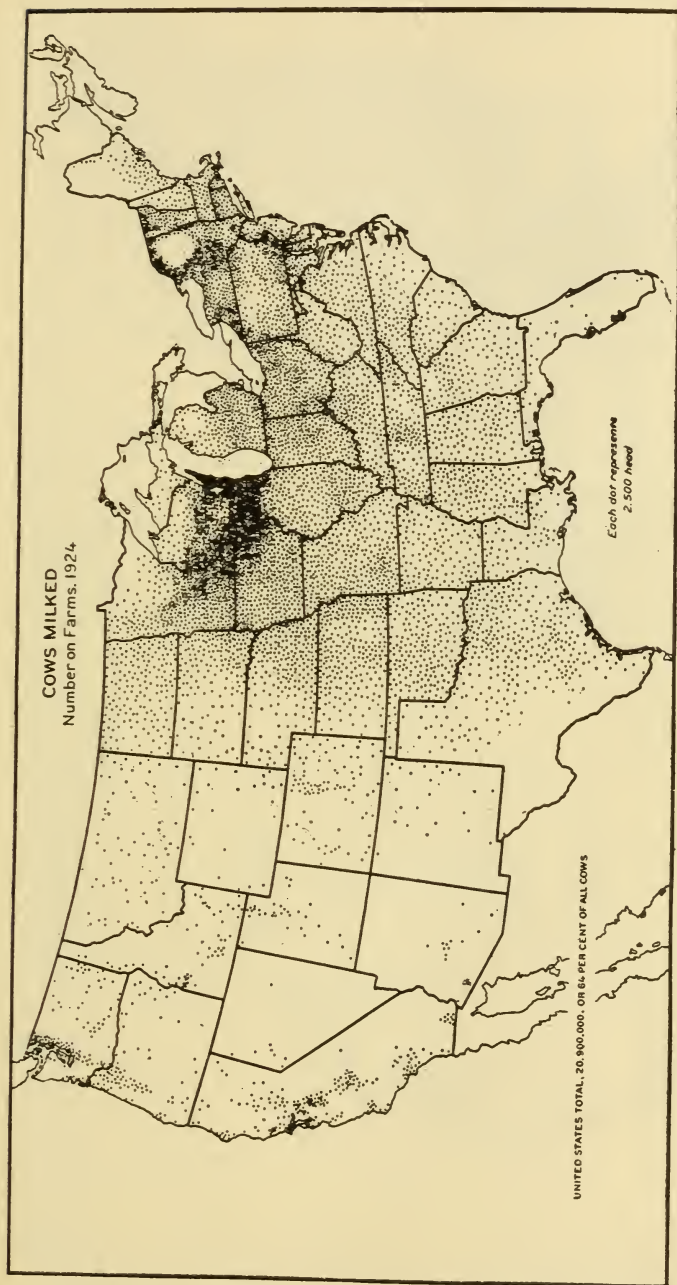 COWS MILKED
Number on Farms. 1924
Each dot represents
2,500 head
UNITED STATES TOTAL, 20,900,000, OR 64 PER CENT OF ALL COWS